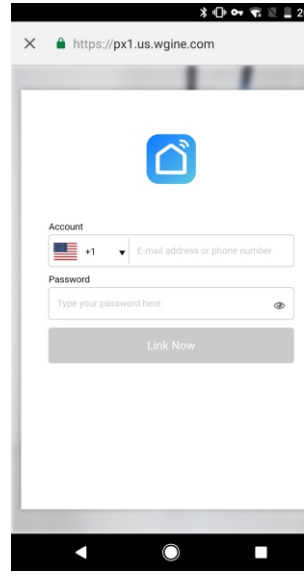 https://px1.us.wgine.com
Account
+1
E-mail address or phone number
Password
Type your password here
Link Now